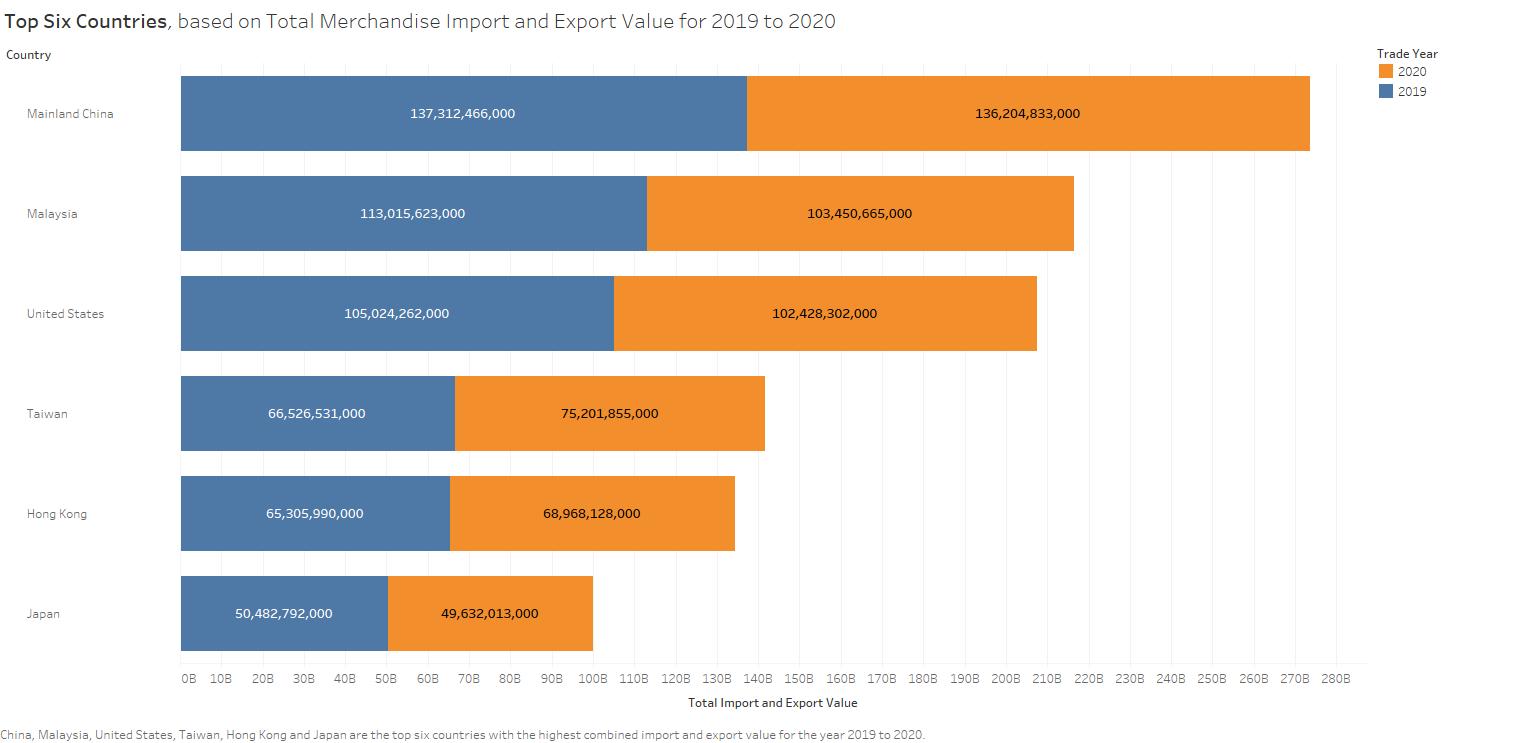 Top Six Countries, based on Total Merchandise Import and Export Value for 2019 to 2020
Country
Trade Year
2020
2019
Mainland China
137,312,466,000
136,204,833,000
Malaysia
113,015,623,000
103,450,665,000
United States
105,024,262,000
102,428,302,000
Taiwan
66,526,531,000
75,201,855,000
Hong Kong
65,305,990,000
68,968,128,000
Japan
50,482,792,000
49,632,013,000
0B 10B 20B 30B 40B 50B 60B 70B 80B 90B 100B 110B 120B 130B 140B 150B 160B 170B 180B 190B 200B 210B 220B 230B 240B 250B 260B 270B 280B
Total Import and Export Value
China, Malaysia, United States, Taiwan, Hong Kong and Japan are the top six countries with the highest combined import and export value for the year 2019 to 2020.